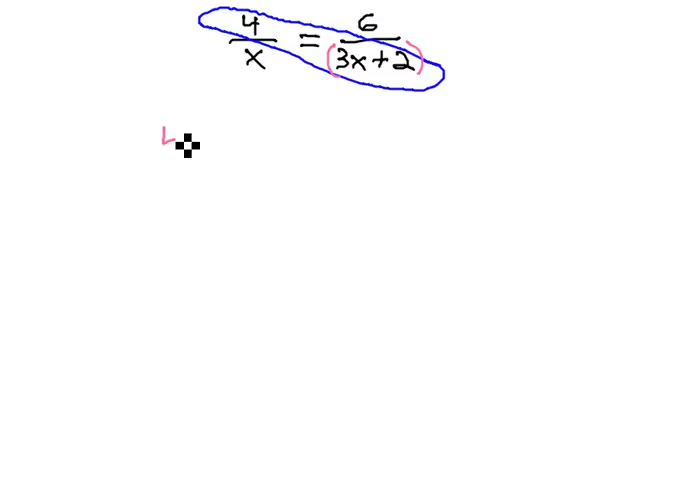 4/x = 6/(3x+2)